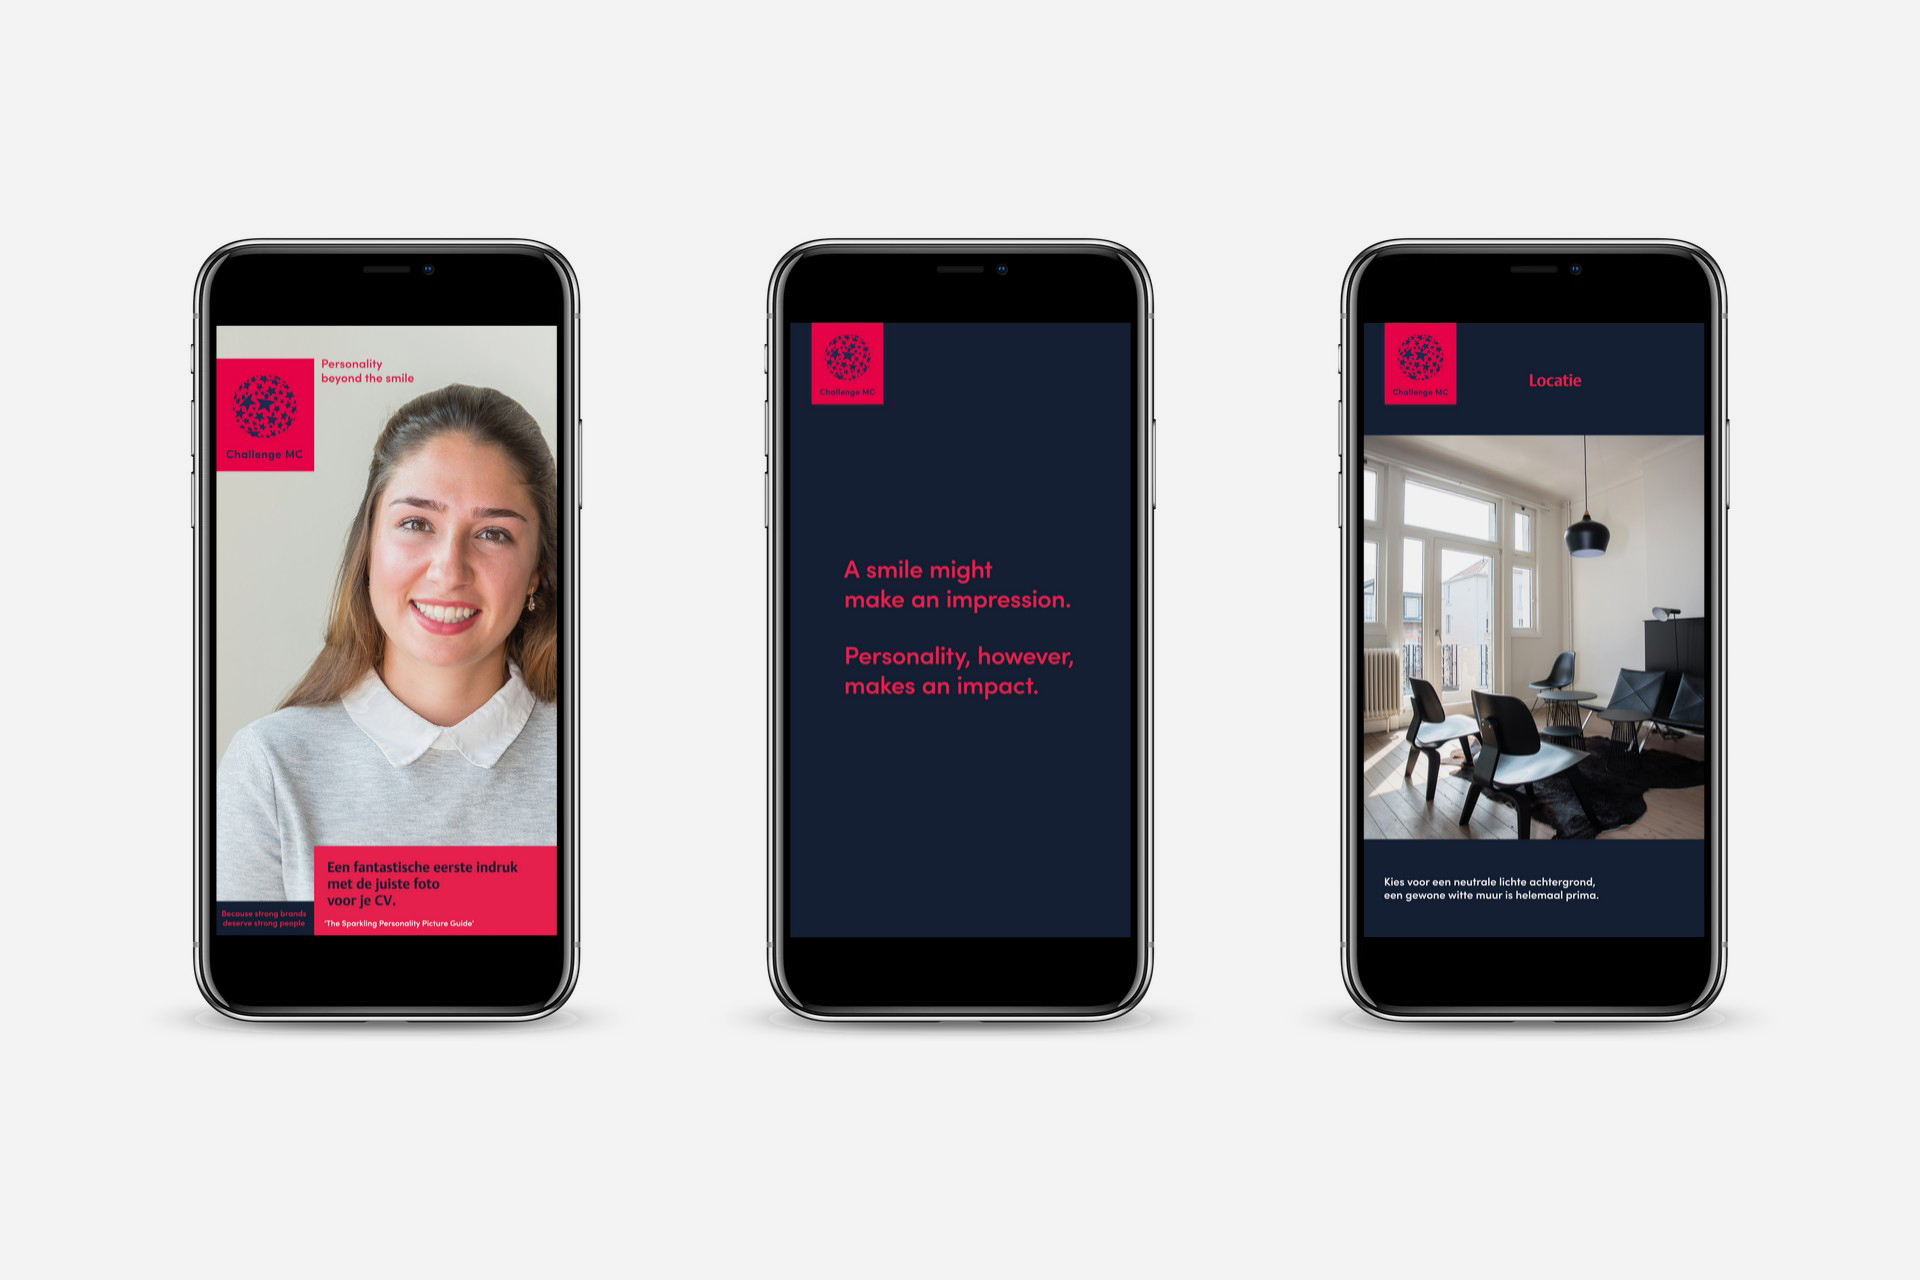 Personality
beyond the smile
Challenge MC
Een fantastische eerste indruk
met de juiste foto
voor je CV.
Because strong brands
deserve strong people
'The Sparkling Personality Picture Guide'
Challenge MC
A smile might
make an impression.
Personality, however,
makes an impact.
Challenge MC
Locatie
Kies voor een neutrale lichte achtergrond,
een gewone witte muur is helemaal prima.